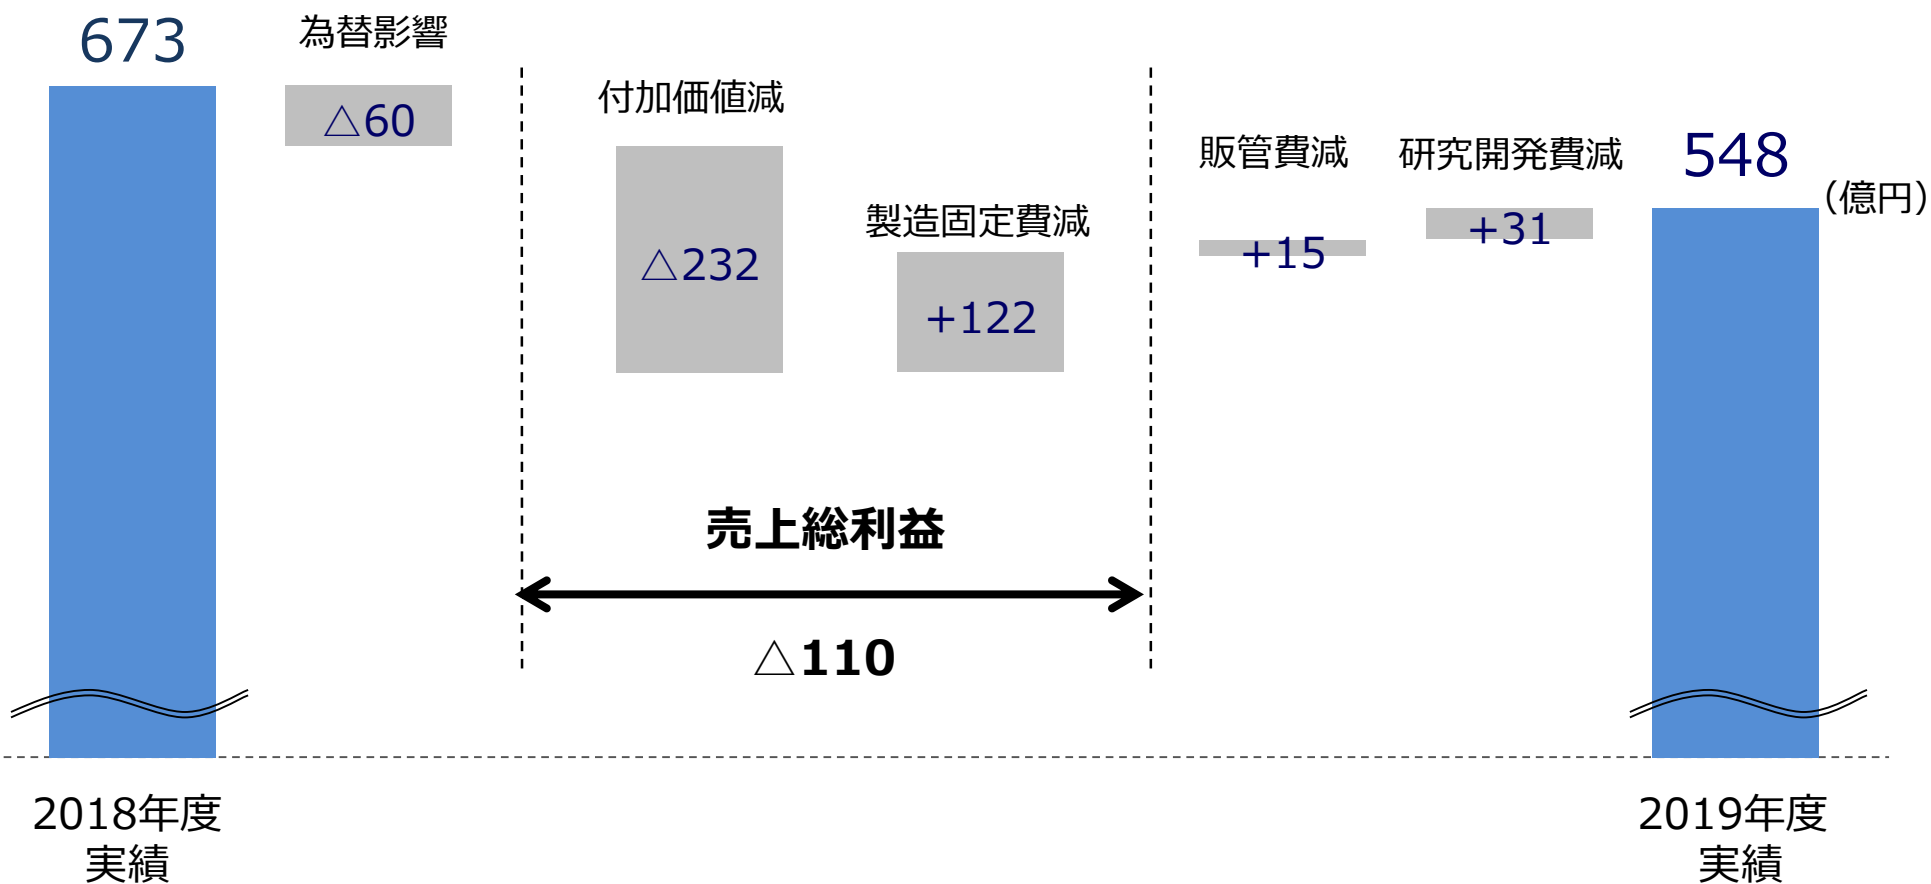 673
為替影響
△60
付加価値減
△232
製造固定費減
+122
販管費減
+15
研究開発費減
+31
548
(億円)
売上総利益
△110
2018年度
実績
2019年度
実績